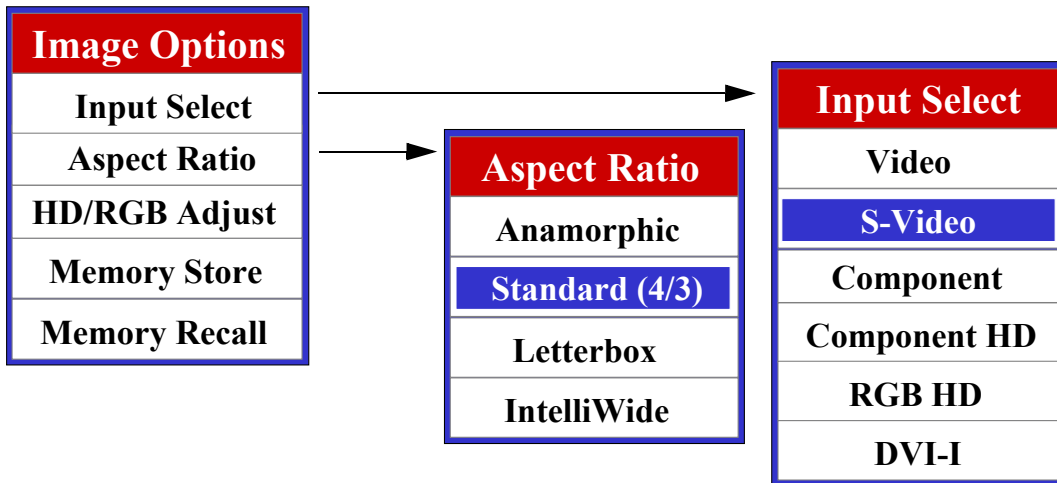 Image Options
Input Select
Aspect Ratio
HD/RGB Adjust
Memory Store
Memory Recall
Aspect Ratio
Anamorphic
Standard (4/3)
Letterbox
IntelliWide
Input Select
Video
S-Video
Component
Component HD
RGB HD
DVI-I